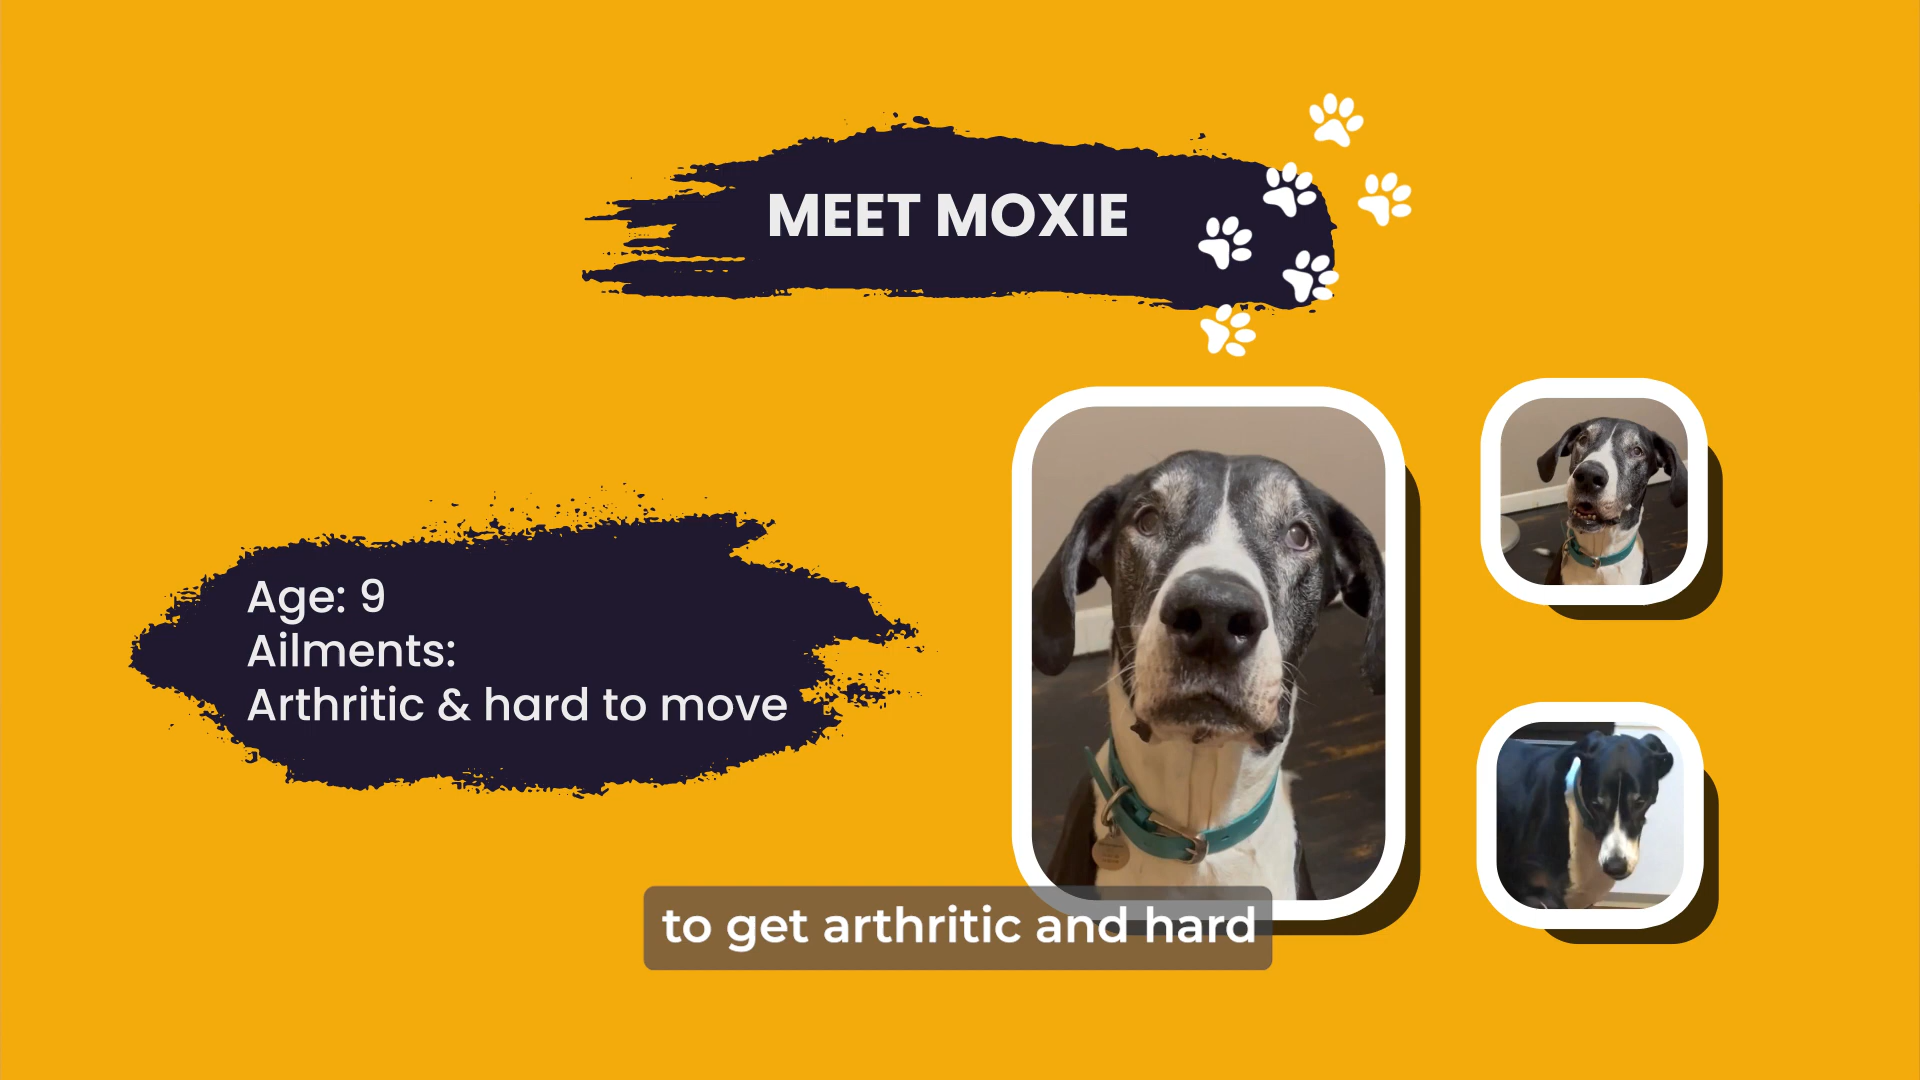 MEET MOXIE
Age: 9
Ailments:
Arthritic & hard to move
to get arthritic and hard